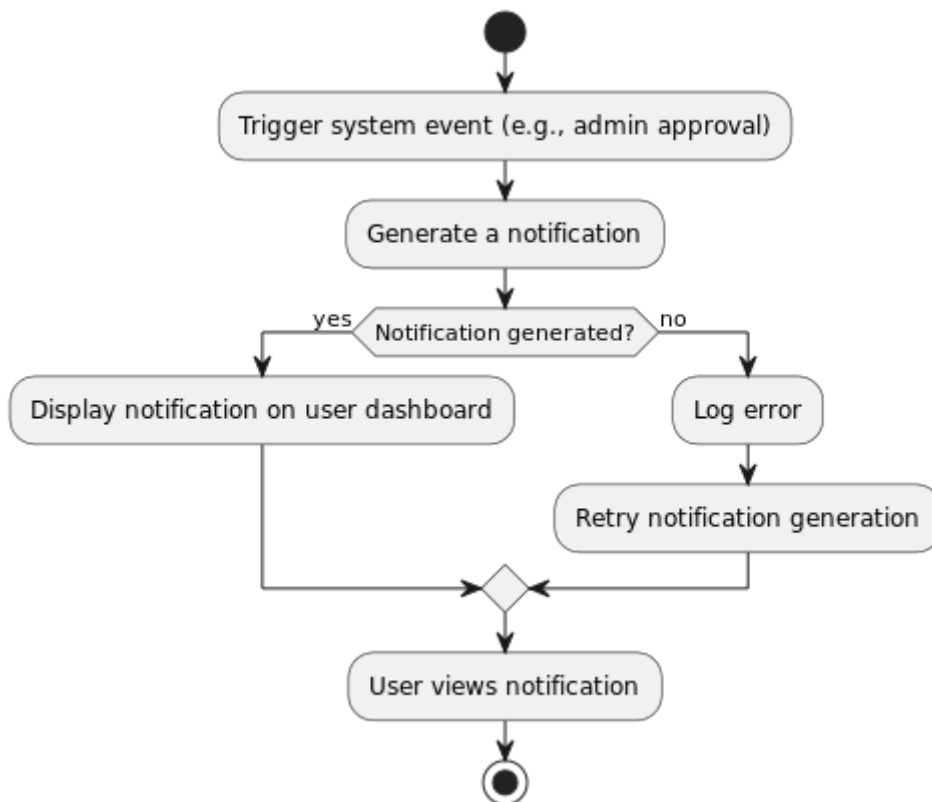 Trigger system event (e.g., admin approval)
Generate a notification
yes
Notification generated?
no
Display notification on user dashboard
Log error
Retry notification generation
User views notification